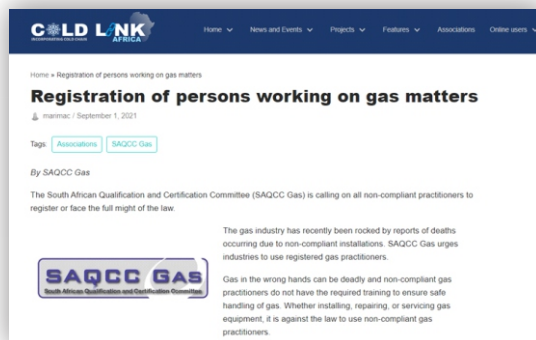 COLD LINK
AFRICA
INCORPORATING COLD CHAIN
Home News and Events Projects Features Associations Online users
Home » Registration of persons working on gas matters
Registration of persons working on gas matters
manmac / September 1, 2021
Tags: Associations SAQCC Gas
By SAQCC Gas
The South African Qualification and Certification Committee (SAQCC Gas) is calling on all non-compliant practitioners to
register or face the full might of the law.
The gas industry has recently been rocked by reports of deaths
occurring due to non-compliant installations. SAQCC Gas urges
industries to use registered gas practitioners.
SAQCC GAS
South African Qualification and Certification Committee
Gas in the wrong hands can be deadly and non-compliant gas
practitioners do not have the required training to ensure safe
handling of gas. Whether installing, repairing, or servicing gas
equipment, it is against the law to use non-compliant gas
practitioners.